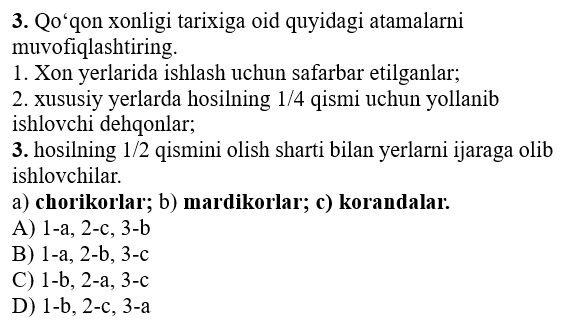 3. Qo‘qon xonligi tarixiga oid quyidagi atamalarni
muvofiqlashtiring.
1. Xon yerlarida ishlash uchun safarbar etilganlar;
2. xususiy yerlarda hosilning 1/4 qismi uchun yollanib
ishlovchi dehqonlar;
3. hosilning 1/2 qismini olish sharti bilan yerlarni ijaraga olib
ishlovchilar.
a) chorikorlar; b) mardikorlar; c) korandalar.
A) 1-a, 2-c, 3-b
B) 1-a, 2-b, 3-c
C) 1-b, 2-a, 3-c
D) 1-b, 2-c, 3-a